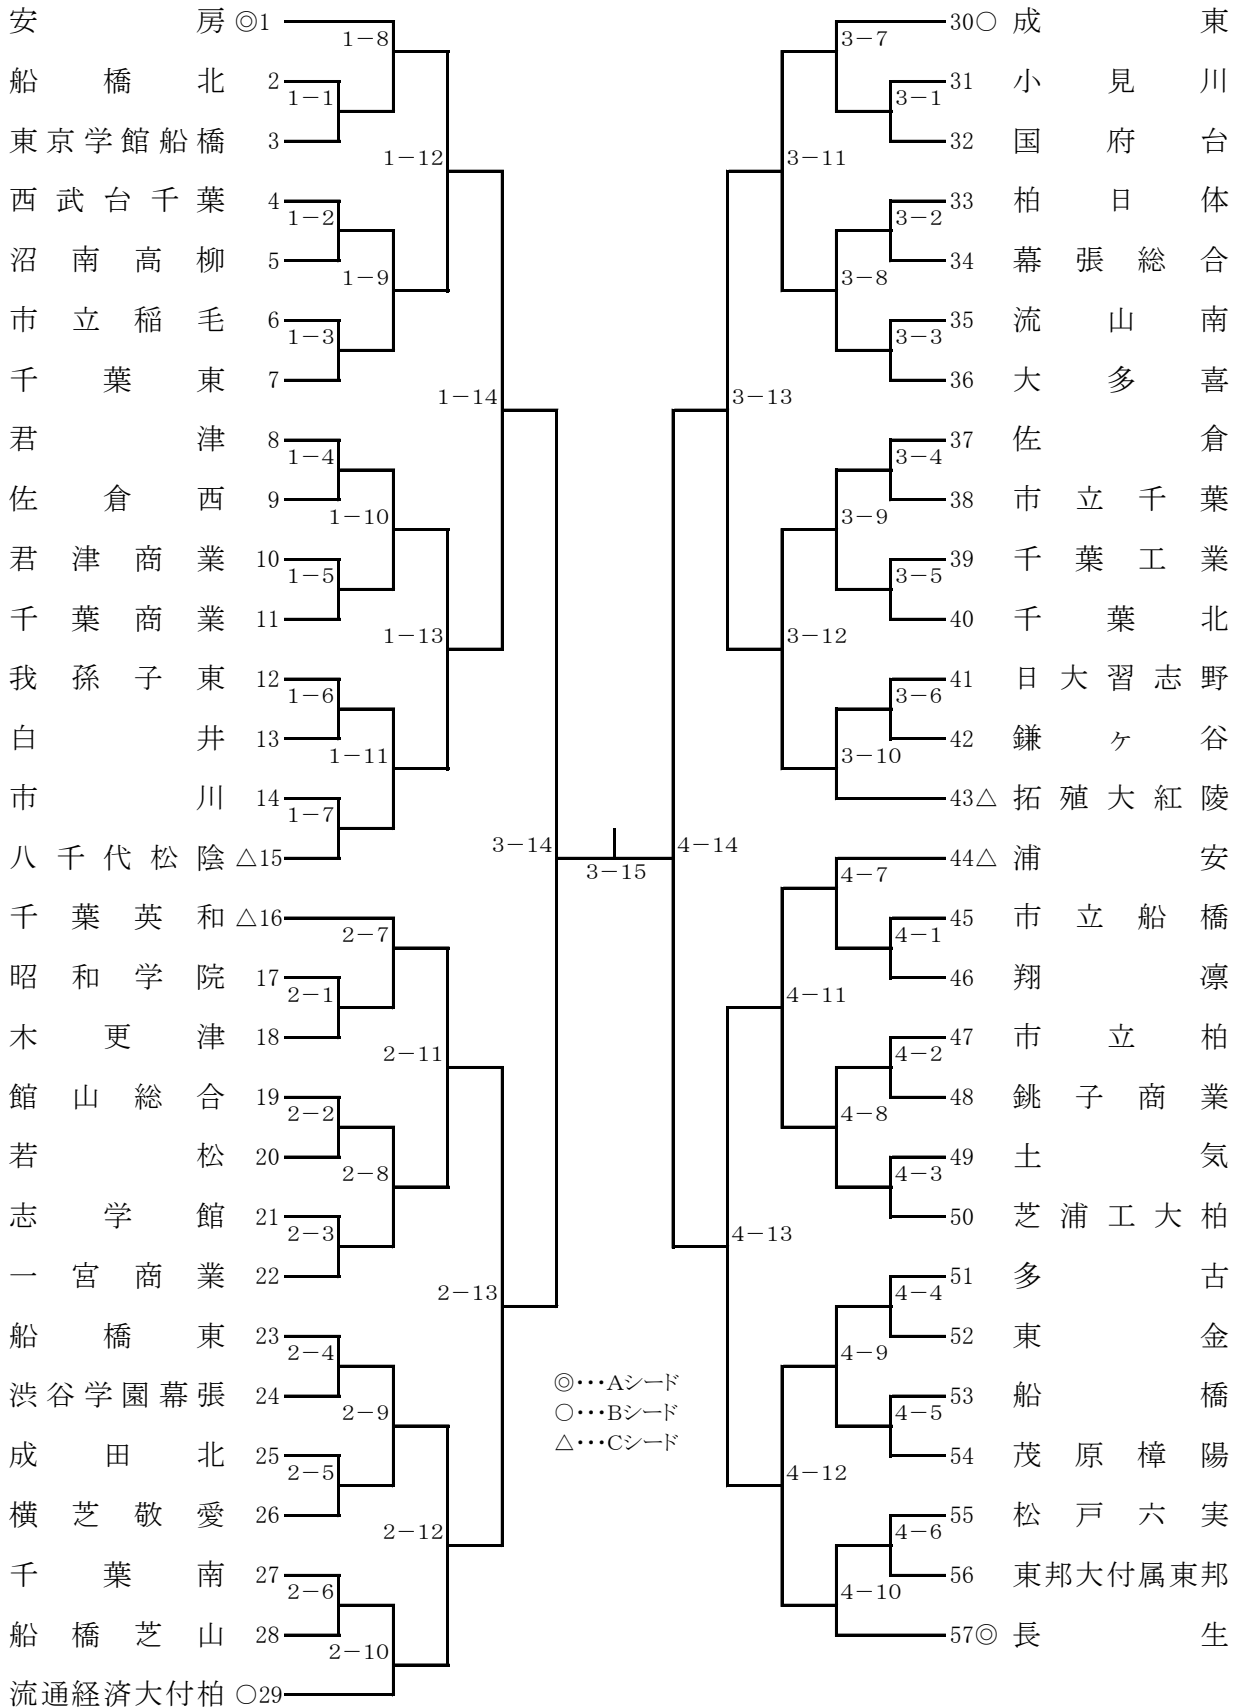 安房 ◎1
1-8
船橋北 2
1-1
東京学館船橋 3
1-12
西武台千葉 4
1-2
沼南高柳 5
1-9
市立稲毛 6
1-3
千葉東 7
1-14
君津 8
1-4
佐倉西 9
1-10
君津商業 10
1-5
千葉商業 11
1-13
我孫子東 12
1-6
白井 13
1-11
市川 14
1-7
八千代松陰 △15
3-14
千葉英和 △16
2-7
昭和学院 17
2-1
木更津 18
2-11
館山総合 19
2-2
若松 20
2-8
志学館 21
2-3
一宮商業 22
2-13
船橋東 23
2-4
渋谷学園幕張 24
2-9
成田北 25
2-5
横芝敬愛 26
2-12
千葉南 27
2-6
船橋芝山 28
2-10
流通経済大付柏 ○29
3-15
◎・・・Aシード
○・・・Bシード
△・・・Cシード
30○ 成東
3-7
31 小見川
3-1
32 国府台
3-11
33 柏日体
3-2
34 幕張総合
3-8
35 流山南
3-3
36 大多喜
3-13
37 佐倉
3-4
38 市立千葉
3-9
39 千葉工業
3-5
40 千葉北
3-12
41 日大習志野
3-6
42 鎌ヶ谷
3-10
43△ 拓殖大紅陵
4-14
44△ 浦安
4-7
45 市立船橋
4-1
46 翔凛
4-11
47 市立柏
4-2
48 銚子商業
4-8
49 土気
4-3
50 芝浦工大柏
4-13
51 多古
4-4
52 東金
4-9
53 船橋
4-5
54 茂原樟陽
4-12
55 松戸六実
4-6
56 東邦大付属東邦
4-10
57◎ 長生